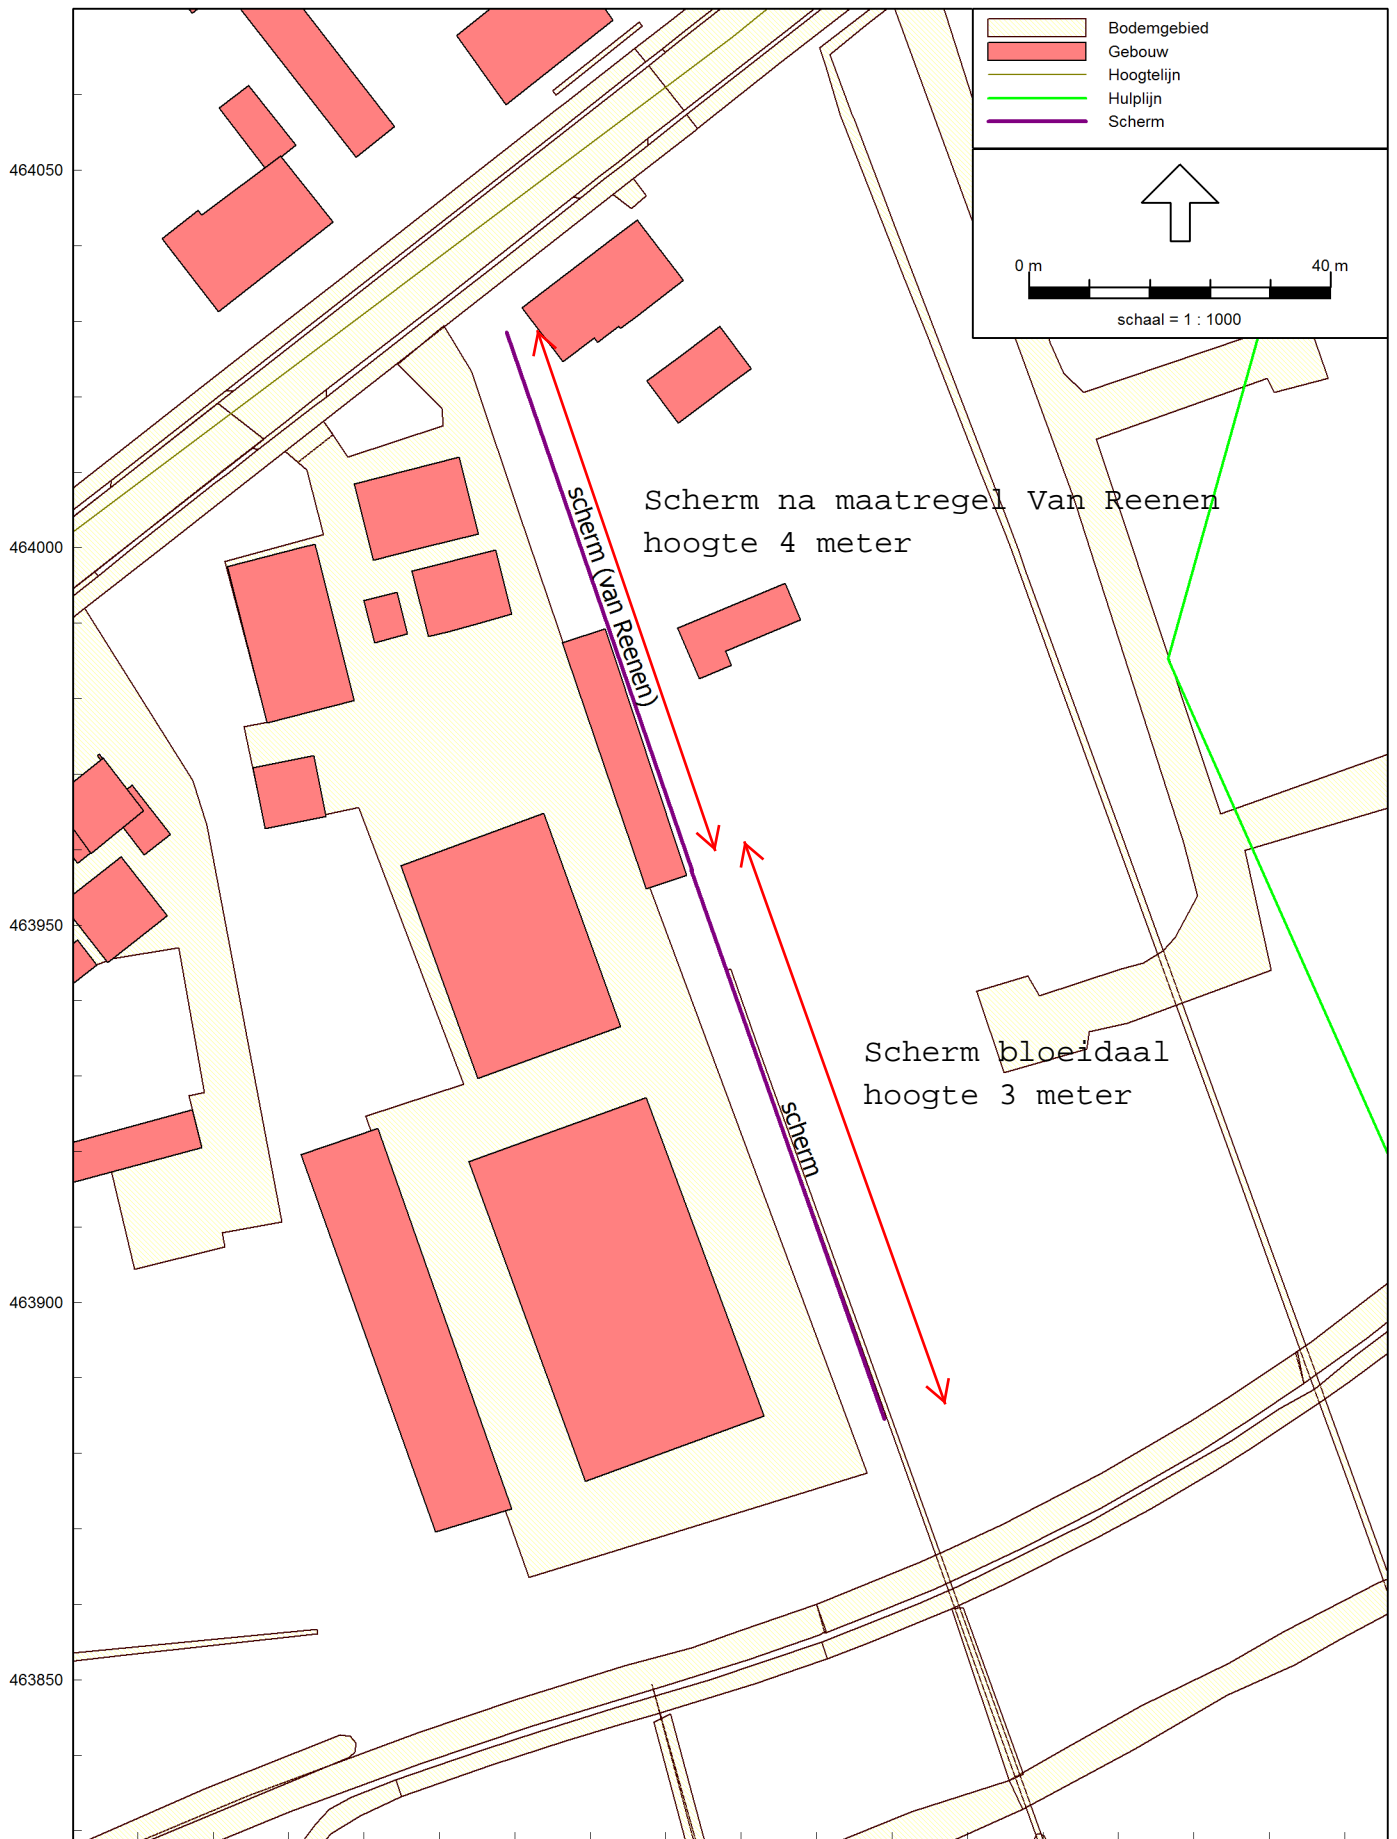 Bodemgebied
Gebouw
Hoogtelijn
Hulplijn
Scherm
0 m 40 m
schaal = 1 : 1000
464050
464000
463950
463900
463850
scherm (van Reenen)
Scherm na maatregel Van Reenen
hoogte 4 meter
scherm
Scherm bloeidaal
hoogte 3 meter